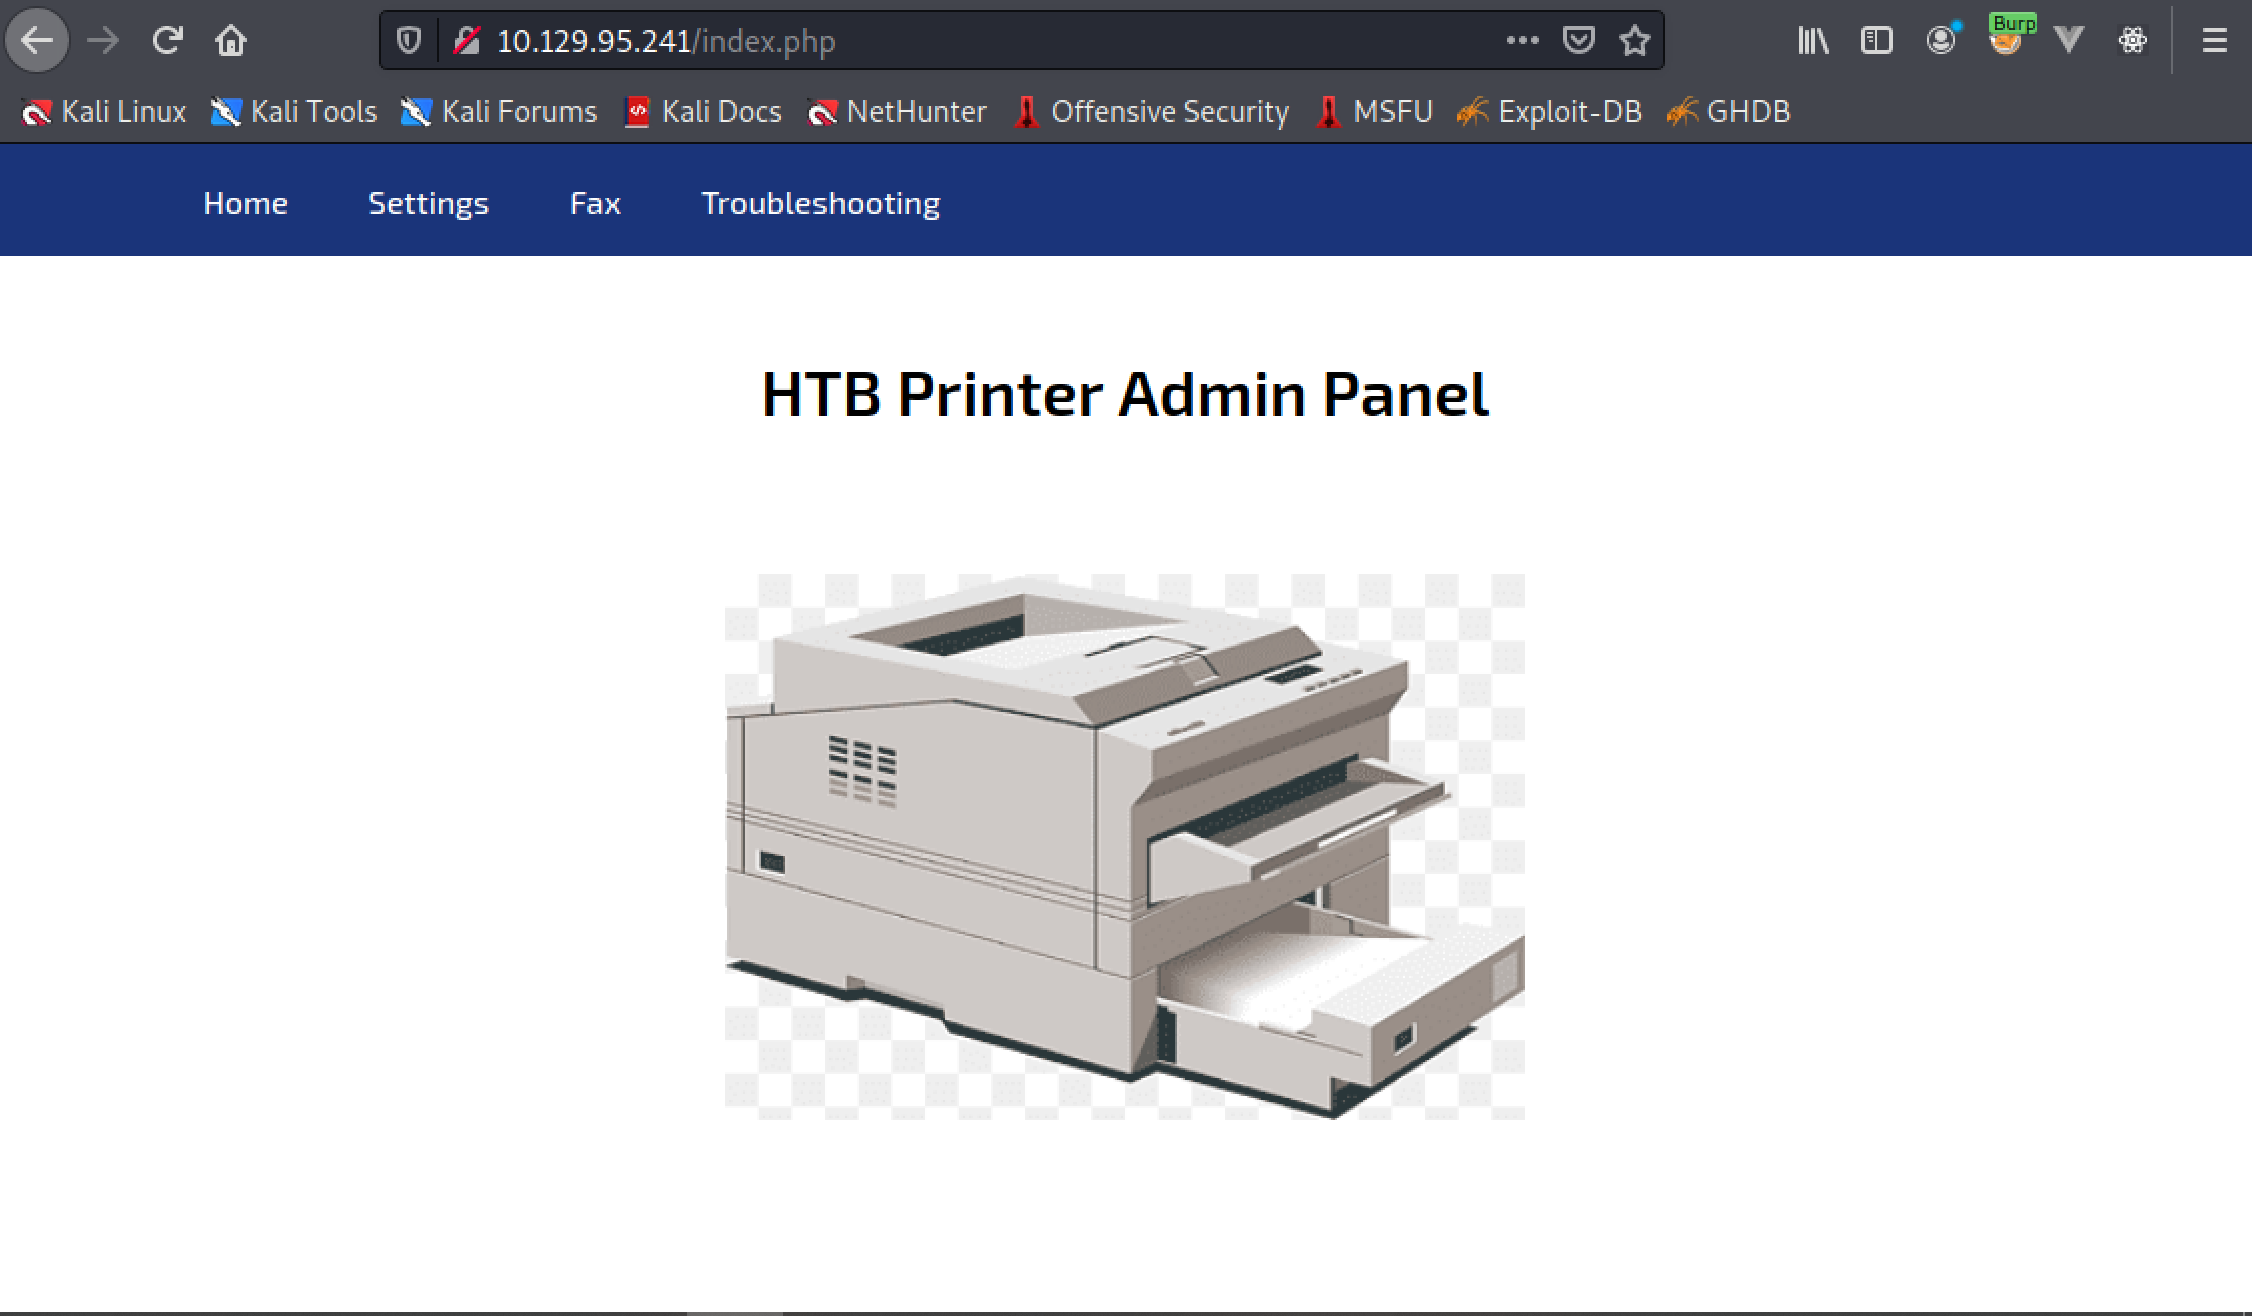 Burp
10.129.95.241/index.php
Kali Linux Kali Tools Kali Forums Kali Docs NetHunter Offensive Security MSFU Exploit-DB GHDB
Home Settings Fax Troubleshooting
HTB Printer Admin Panel